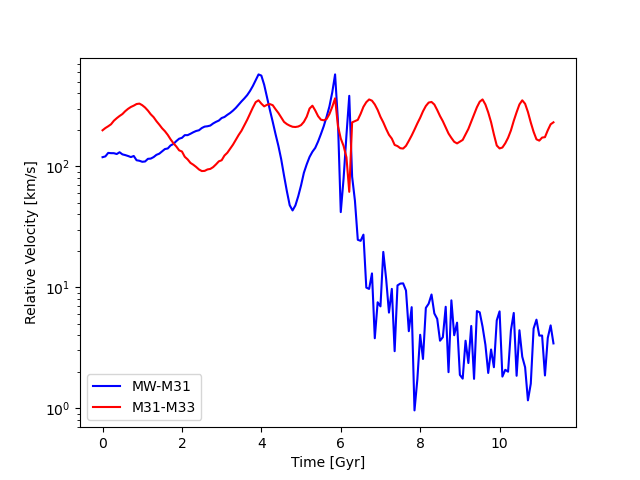 Relative Velocity [km/s]
10²
10¹
10⁰
MW-M31
M31-M33
0 2 4 6 8 10
Time [Gyr]